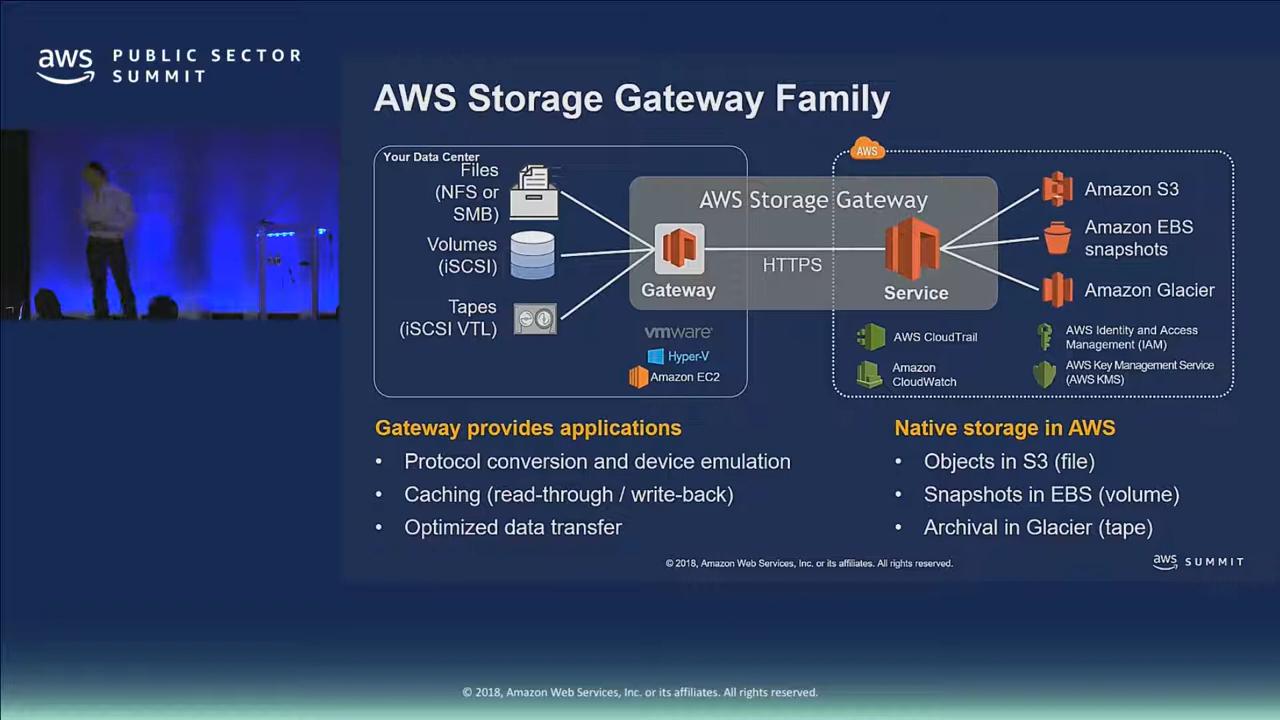 aws PUBLIC SECTOR
SUMMIT
AWS Storage Gateway Family
Your Data Center
Files
(NFS or
SMB)
Volumes
(iSCSI)
Tapes
(iSCSI VTL)
AWS Storage Gateway
Gateway
HTTPS
Service
vmware
Hyper-V
Amazon EC2
AWS
Amazon S3
Amazon EBS
snapshots
Amazon Glacier
AWS CloudTrail
AWS Identity and Access
Management (IAM)
Amazon
CloudWatch
AWS Key Management Service
(AWS KMS)
Gateway provides applications
• Protocol conversion and device emulation
• Caching (read-through / write-back)
• Optimized data transfer
Native storage in AWS
• Objects in S3 (file)
• Snapshots in EBS (volume)
• Archival in Glacier (tape)
© 2018, Amazon Web Services, Inc. or its affiliates. All rights reserved.
aws SUMMIT
© 2018, Amazon Web Services, Inc. or its affiliates. All rights reserved.